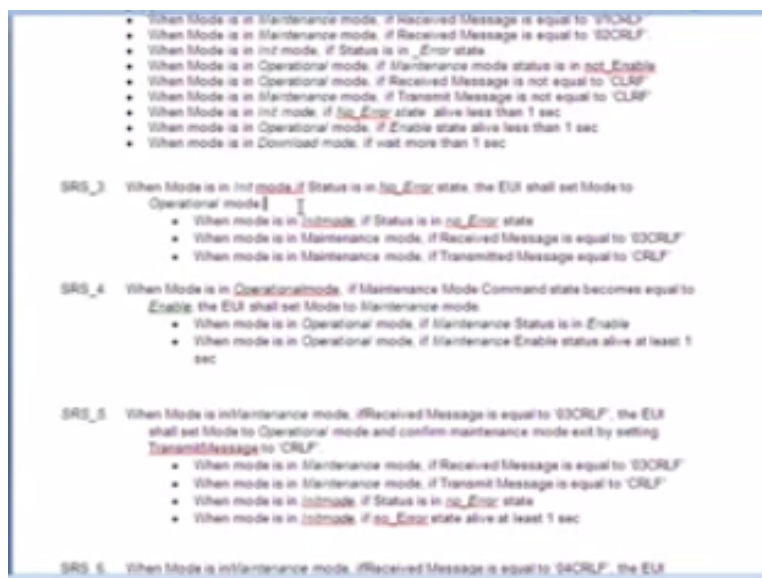 When Mode is in Maintenance mode, if Received Message is equal to '01CRLF'
When Mode is in Maintenance mode, if Received Message is equal to '02CRLF'.
When Mode is in Init mode, if Status is in _Error state
When Mode is in Operational mode, if Maintenance mode status is in not_Enable
When Mode is in Operational mode, if Received Message is not equal to 'CLRF'
When Mode is in Maintenance mode, if Transmit Message is not equal to 'CLRF'
When Mode is in Init mode, if No_Error state alive less than 1 sec
When mode is in Operational mode, if Enable state alive less than 1 sec
When mode is in Download mode, if wait more than 1 sec
SRS_3. When Mode is in Init mode,if Status is in No_Error state, the EUI shall set Mode to
Operational mode.
When mode is in Initmode, if Status is in no_Error state
When mode is in Maintenance mode, if Received Message is equal to '03CRLF'
When mode is in Maintenance mode, if Transmitted Message equal to 'CRLF'
SRS_4. When Mode is in Operationalmode, if Maintenance Mode Command state becomes equal to
Enable, the EUI shall set Mode to Maintenance mode.
When mode is in Operational mode, if Maintenance Status is in Enable
When mode is in Operational mode, if Maintenance Enable status alive at least 1
sec
SRS_5. When Mode is inMaintenance mode, ifReceived Message is equal to '03CRLF', the EUI
shall set Mode to Operational mode and confirm maintenance mode exit by setting
TransmitMessage to 'CRLF'.
When mode is in Maintenance mode, if Received Message is equal to '03CRLF'
When mode is in Maintenance mode, if Transmit Message is equal to 'CRLF'
When mode is in Initmode, if Status is in no_Error state
When mode is in Initmode, if no_Error state alive at least 1 sec
SRS_6. When Mode is inMaintenance mode, ifReceived Message is equal to '04CRLF', the EUI